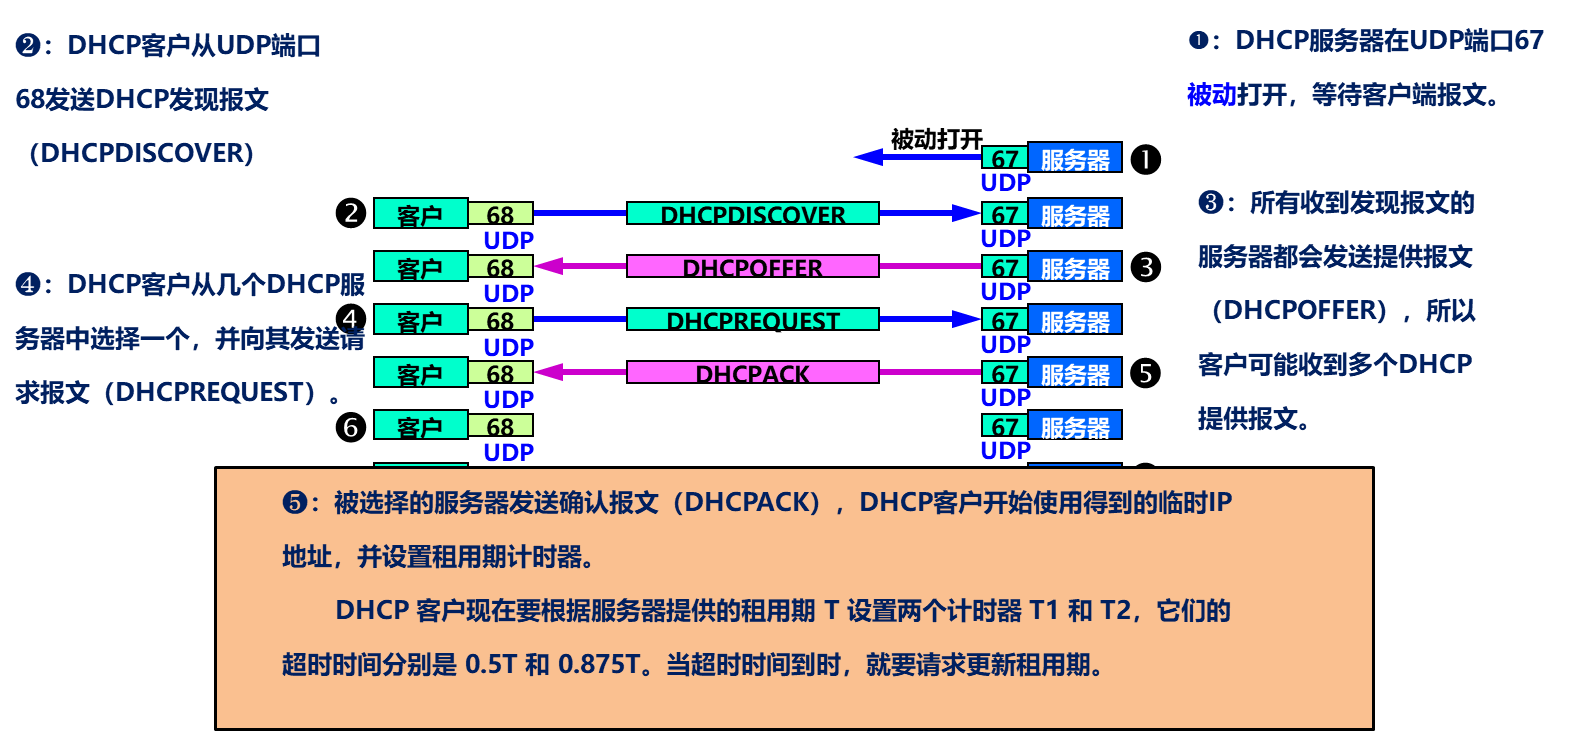 ❷：DHCP客户从UDP端口
68发送DHCP发现报文
（DHCPDISCOVER）
❶：DHCP服务器在UDP端口67
被动打开，等待客户端报文。
被动打开
67 服务器 ❶
UDP
❷ 客户 68 DHCPDISCOVER 67 服务器
UDP UDP
客户 68 DHCPOFFER 67 服务器 ❸
UDP UDP
❹ 客户 68 DHCPREQUEST 67 服务器
UDP UDP
客户 68 DHCPACK 67 服务器 ❺
UDP UDP
❻ 客户 68 67 服务器
UDP UDP
❸：所有收到发现报文的
服务器都会发送提供报文
（DHCPOFFER），所以
客户可能收到多个DHCP
提供报文。
❹：DHCP客户从几个DHCP服
务器中选择一个，并向其发送请
求报文（DHCPREQUEST）。
❺：被选择的服务器发送确认报文（DHCPACK），DHCP客户开始使用得到的临时IP
地址，并设置租用期计时器。
DHCP 客户现在要根据服务器提供的租用期 T 设置两个计时器 T1 和 T2，它们的
超时时间分别是 0.5T 和 0.875T。当超时时间到时，就要请求更新租用期。